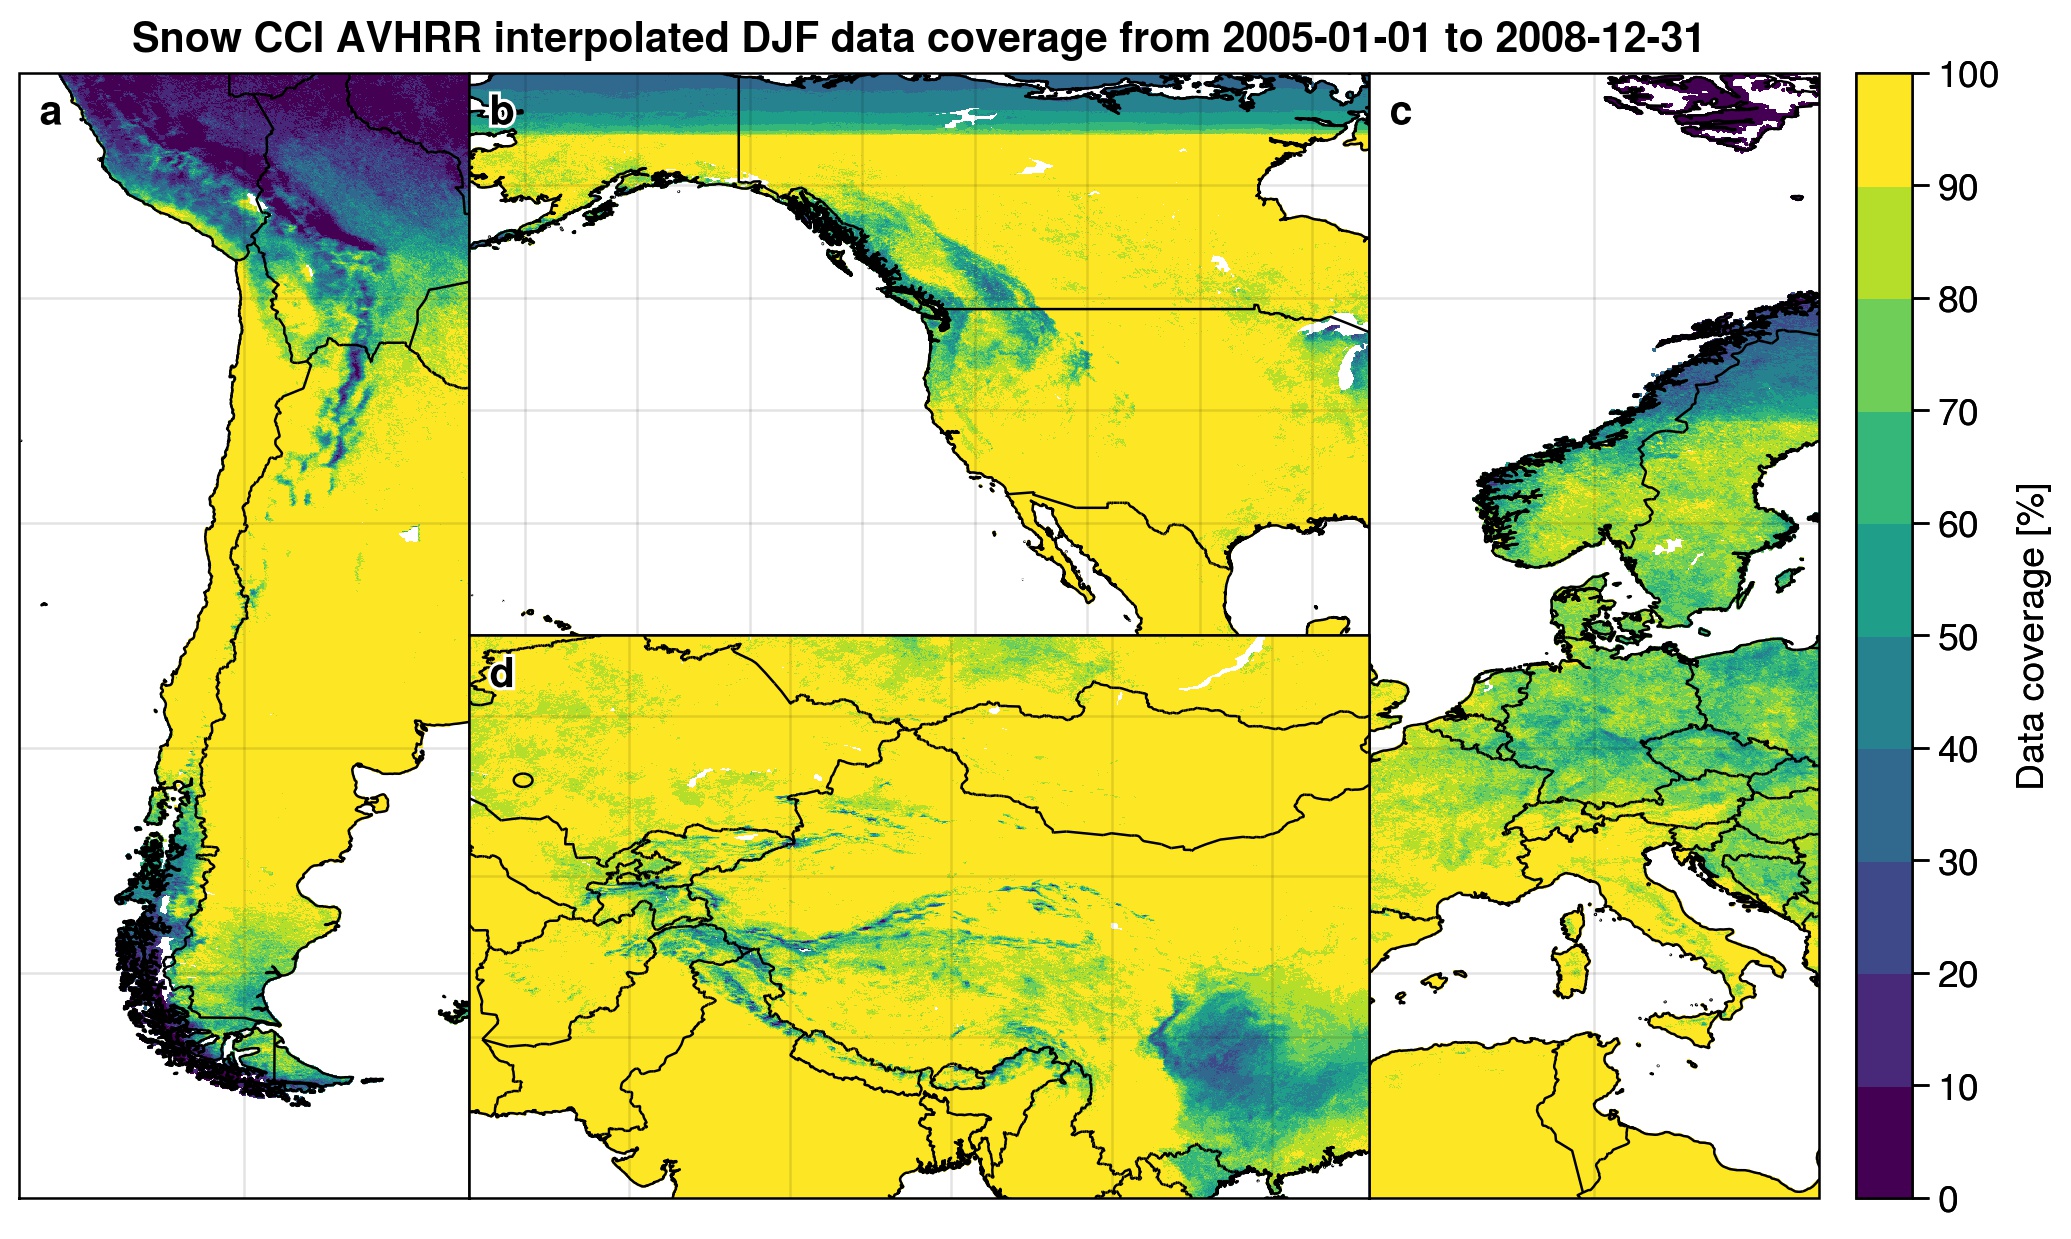 Snow CCI AVHRR interpolated DJF data coverage from 2005-01-01 to 2008-12-31
a
b
c
d
100
90
80
70
60
50
40
30
20
10
0
Data coverage [%]